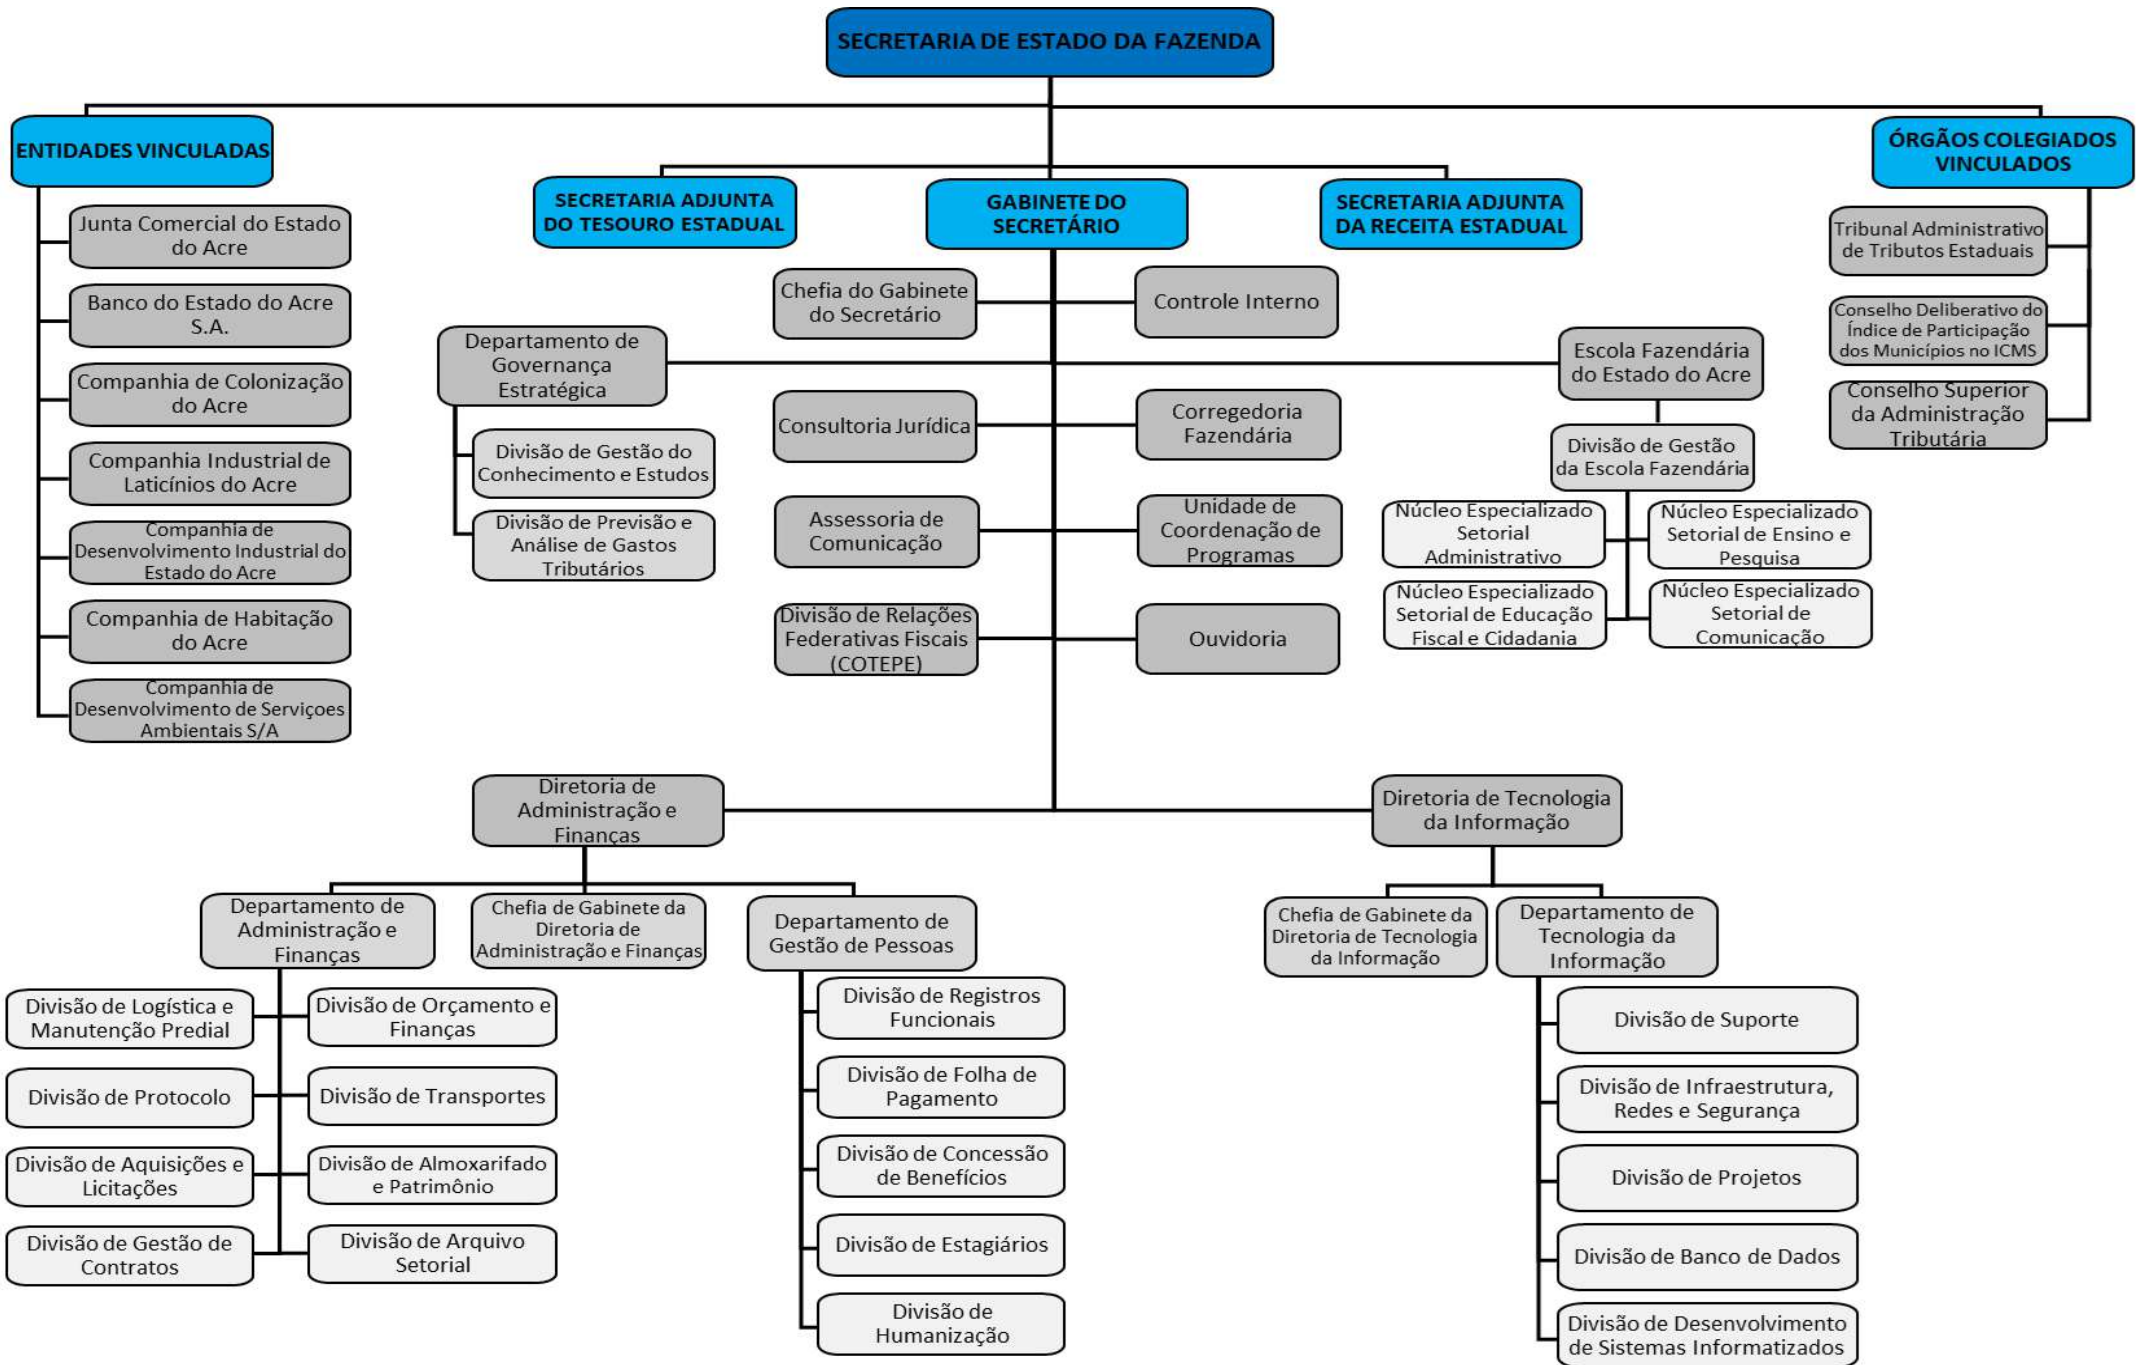 SECRETARIA DE ESTADO DA FAZENDA
ENTIDADES VINCULADAS
Junta Comercial do Estado
do Acre
Banco do Estado do Acre
S.A.
Companhia de Colonização
do Acre
Companhia Industrial de
Laticínios do Acre
Companhia de
Desenvolvimento Industrial do
Estado do Acre
Companhia de Habitação
do Acre
Companhia de
Desenvolvimento de Serviçoes
Ambientais S/A
SECRETARIA ADJUNTA
DO TESOURO ESTADUAL
GABINETE DO
SECRETÁRIO
SECRETARIA ADJUNTA
DA RECEITA ESTADUAL
ÓRGÃOS COLEGIADOS
VINCULADOS
Tribunal Administrativo
de Tributos Estaduais
Conselho Deliberativo do
Índice de Participação
dos Municípios no ICMS
Conselho Superior
da Administração
Tributária
Chefia do Gabinete
do Secretário
Controle Interno
Departamento de
Governança
Estratégica
Divisão de Gestão do
Conhecimento e Estudos
Divisão de Previsão e
Análise de Gastos
Tributários
Escola Fazendária
do Estado do Acre
Divisão de Gestão
da Escola Fazendária
Núcleo Especializado
Setorial
Administrativo
Núcleo Especializado
Setorial de Ensino e
Pesquisa
Núcleo Especializado
Setorial de Educação
Fiscal e Cidadania
Núcleo Especializado
Setorial de
Comunicação
Consultoria Jurídica
Corregedoria
Fazendária
Assessoria de
Comunicação
Unidade de
Coordenação de
Programas
Divisão de Relações
Federativas Fiscais
(COTEPE)
Ouvidoria
Diretoria de
Administração e
Finanças
Diretoria de Tecnologia
da Informação
Departamento de
Administração e
Finanças
Chefia de Gabinete da
Diretoria de
Administração e Finanças
Departamento de
Gestão de Pessoas
Chefia de Gabinete da
Diretoria de Tecnologia
da Informação
Departamento de
Tecnologia da
Informação
Divisão de Logística e
Manutenção Predial
Divisão de Orçamento e
Finanças
Divisão de Protocolo
Divisão de Transportes
Divisão de Aquisições e
Licitações
Divisão de Almoxarifado
e Patrimônio
Divisão de Gestão de
Contratos
Divisão de Arquivo
Setorial
Divisão de Registros
Funcionais
Divisão de Folha de
Pagamento
Divisão de Concessão
de Benefícios
Divisão de Estagiários
Divisão de
Humanização
Divisão de Suporte
Divisão de Infraestrutura,
Redes e Segurança
Divisão de Projetos
Divisão de Banco de Dados
Divisão de Desenvolvimento
de Sistemas Informatizados